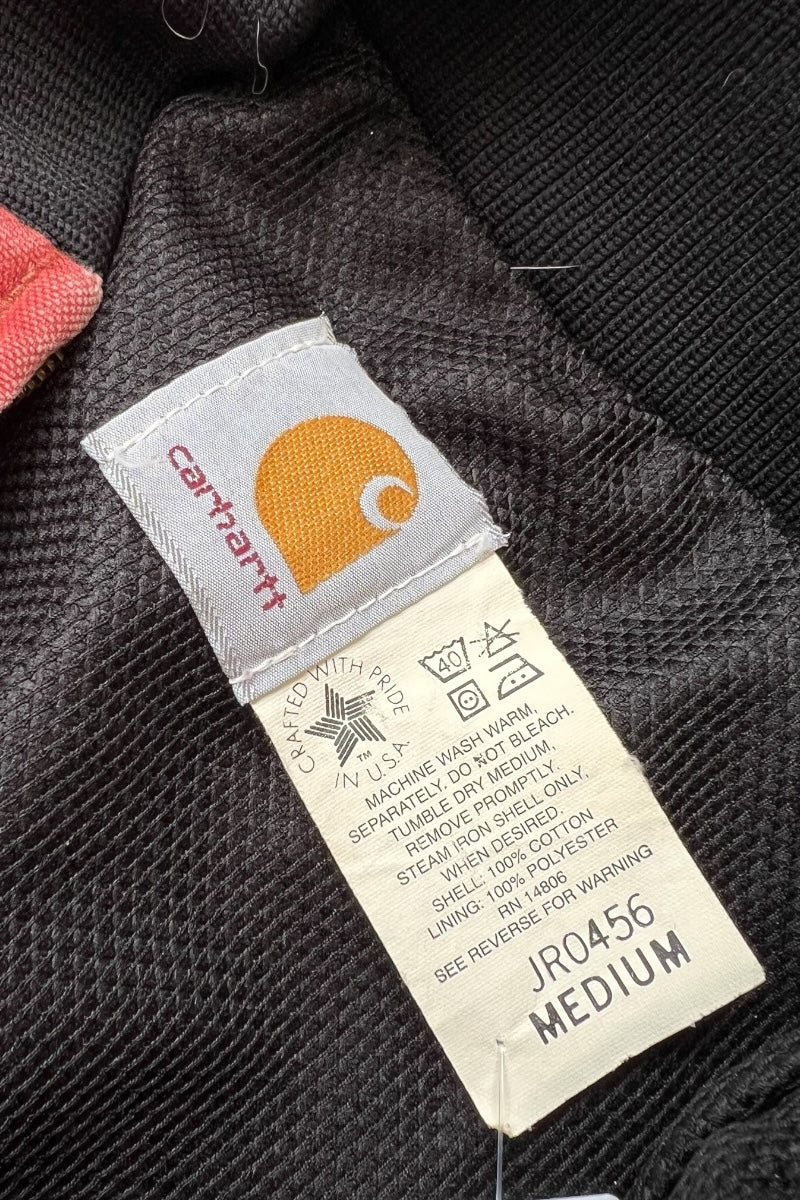 carhartt
CRAFTED WITH PRIDE
TM
IN U.S.A.
40
MACHINE WASH WARM,
SEPARATELY. DO NOT BLEACH.
TUMBLE DRY MEDIUM,
REMOVE PROMPTLY.
STEAM IRON SHELL ONLY,
WHEN DESIRED.
SHELL: 100% COTTON
LINING: 100% POLYESTER
RN 14806
SEE REVERSE FOR WARNING
JR0456
MEDIUM